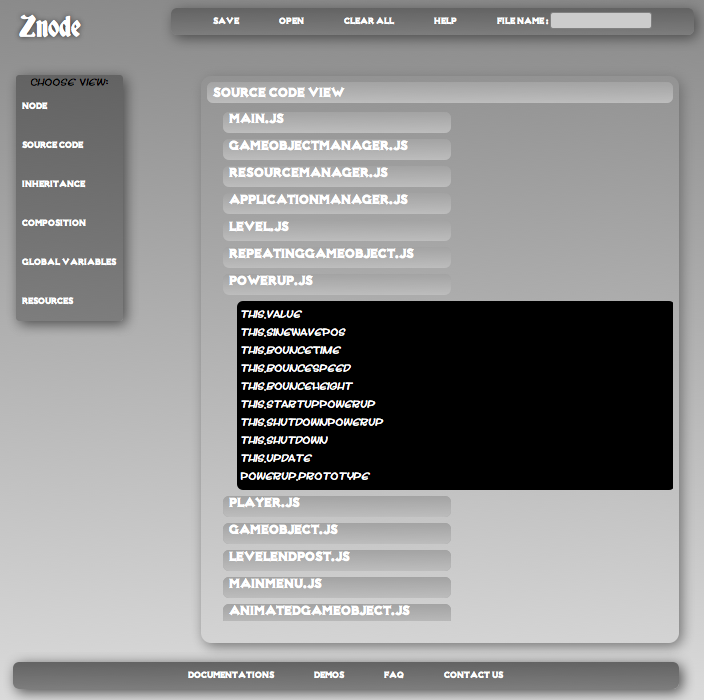 Znode
SAVE OPEN CLEAR ALL HELP FILE NAME :
CHOOSE VIEW:
NODE
SOURCE CODE
INHERITANCE
COMPOSITION
GLOBAL VARIABLES
RESOURCES
SOURCE CODE VIEW
MAIN.JS
GAMEOBJECTMANAGER.JS
RESOURCEMANAGER.JS
APPLICATIONMANAGER.JS
LEVEL.JS
REPEATINGGAMEOBJECT.JS
POWERUP.JS
THIS.VALUE
THIS.SINEWAVEPOS
THIS.BOUNCETIME
THIS.BOUNCESPEED
THIS.BOUNCEHEIGHT
THIS.STARTUPPOWERUP
THIS.SHUTDOWNPOWERUP
THIS.SHUTDOWN
THIS.UPDATE
POWERUP.PROTOTYPE
PLAYER.JS
GAMEOBJECT.JS
LEVELENDPOST.JS
MAINMENU.JS
ANIMATEDGAMEOBJECT.JS
DOCUMENTATIONS DEMOS FAQ CONTACT US